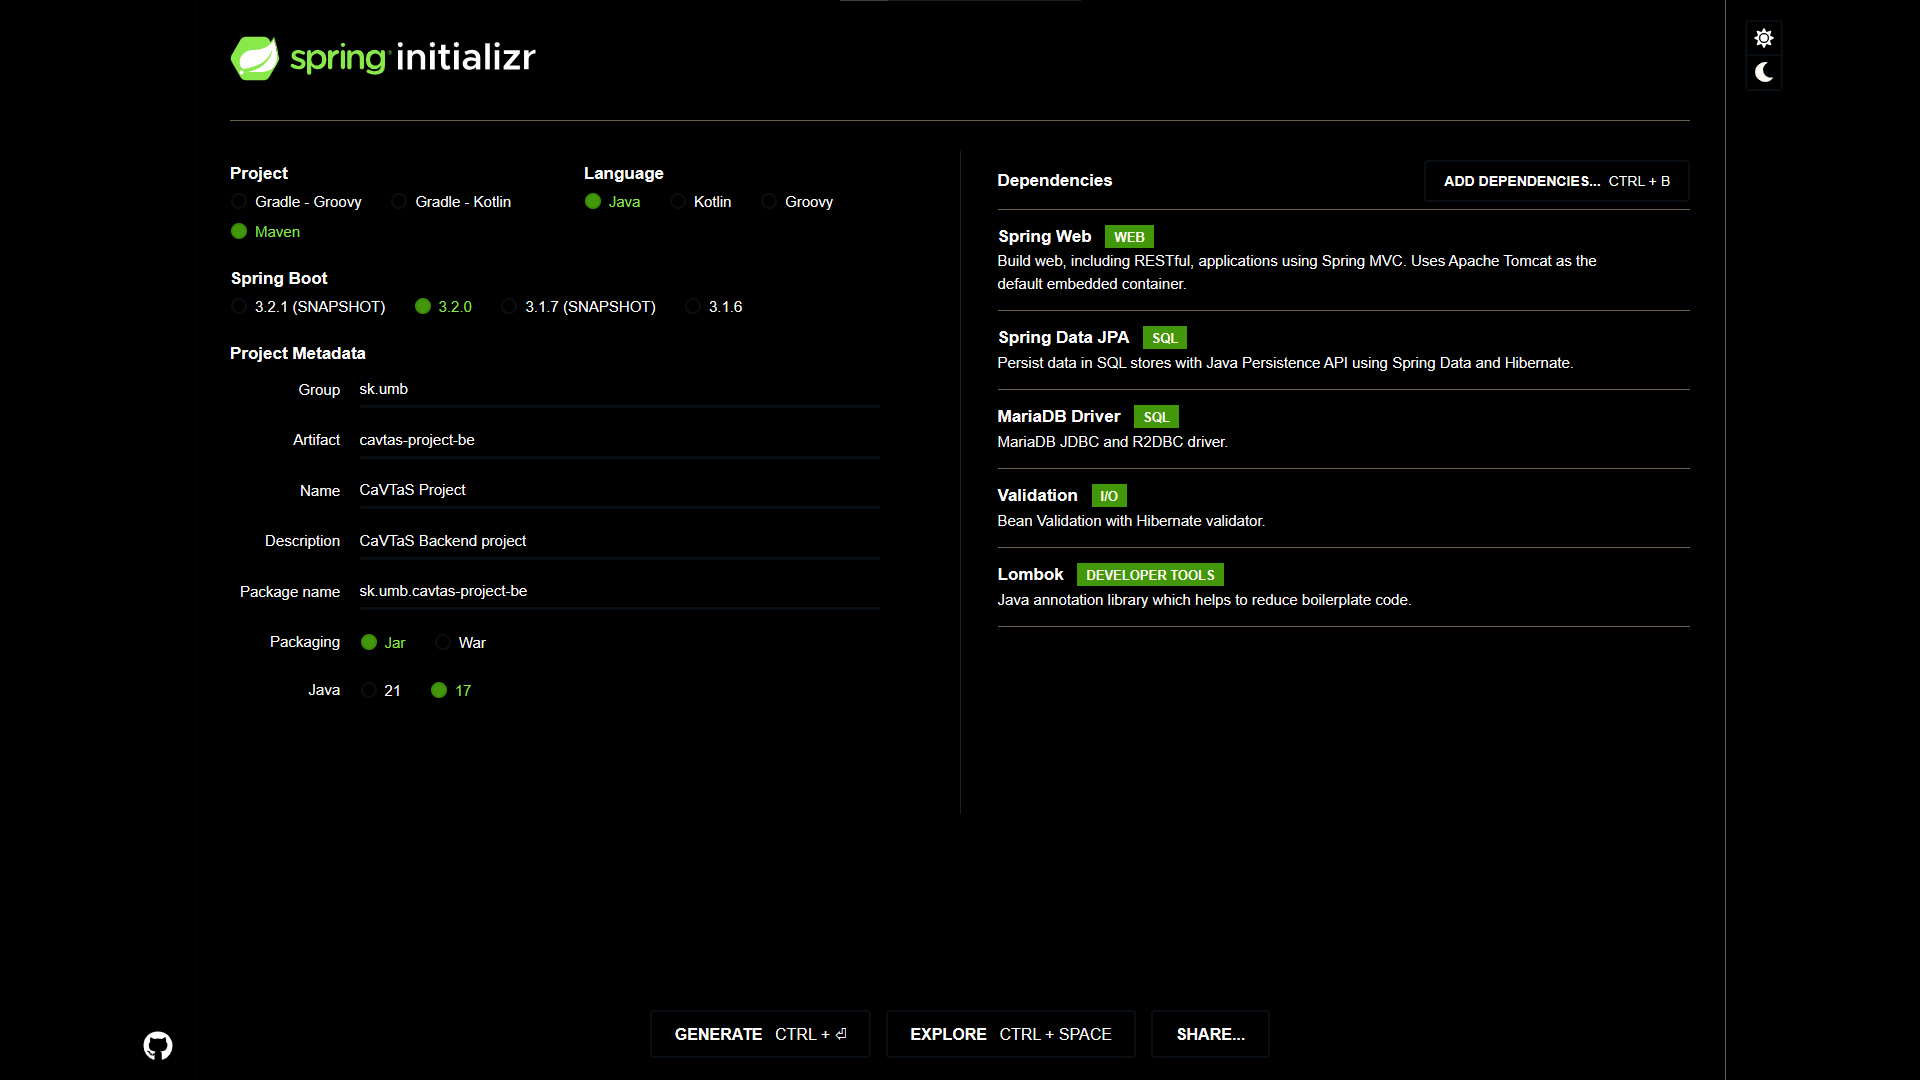 spring initializr
Project
Gradle - Groovy Gradle - Kotlin
Maven
Language
Java Kotlin Groovy
Spring Boot
3.2.1 (SNAPSHOT) 3.2.0 3.1.7 (SNAPSHOT) 3.1.6
Project Metadata
Group sk.umb
Artifact cavtas-project-be
Name CaVTaS Project
Description CaVTaS Backend project
Package name sk.umb.cavtas-project-be
Packaging Jar War
Java 21 17
Dependencies ADD DEPENDENCIES... CTRL + B
Spring Web WEB
Build web, including RESTful, applications using Spring MVC. Uses Apache Tomcat as the
default embedded container.
Spring Data JPA SQL
Persist data in SQL stores with Java Persistence API using Spring Data and Hibernate.
MariaDB Driver SQL
MariaDB JDBC and R2DBC driver.
Validation I/O
Bean Validation with Hibernate validator.
Lombok DEVELOPER TOOLS
Java annotation library which helps to reduce boilerplate code.
GENERATE CTRL + ⏎ EXPLORE CTRL + SPACE SHARE...